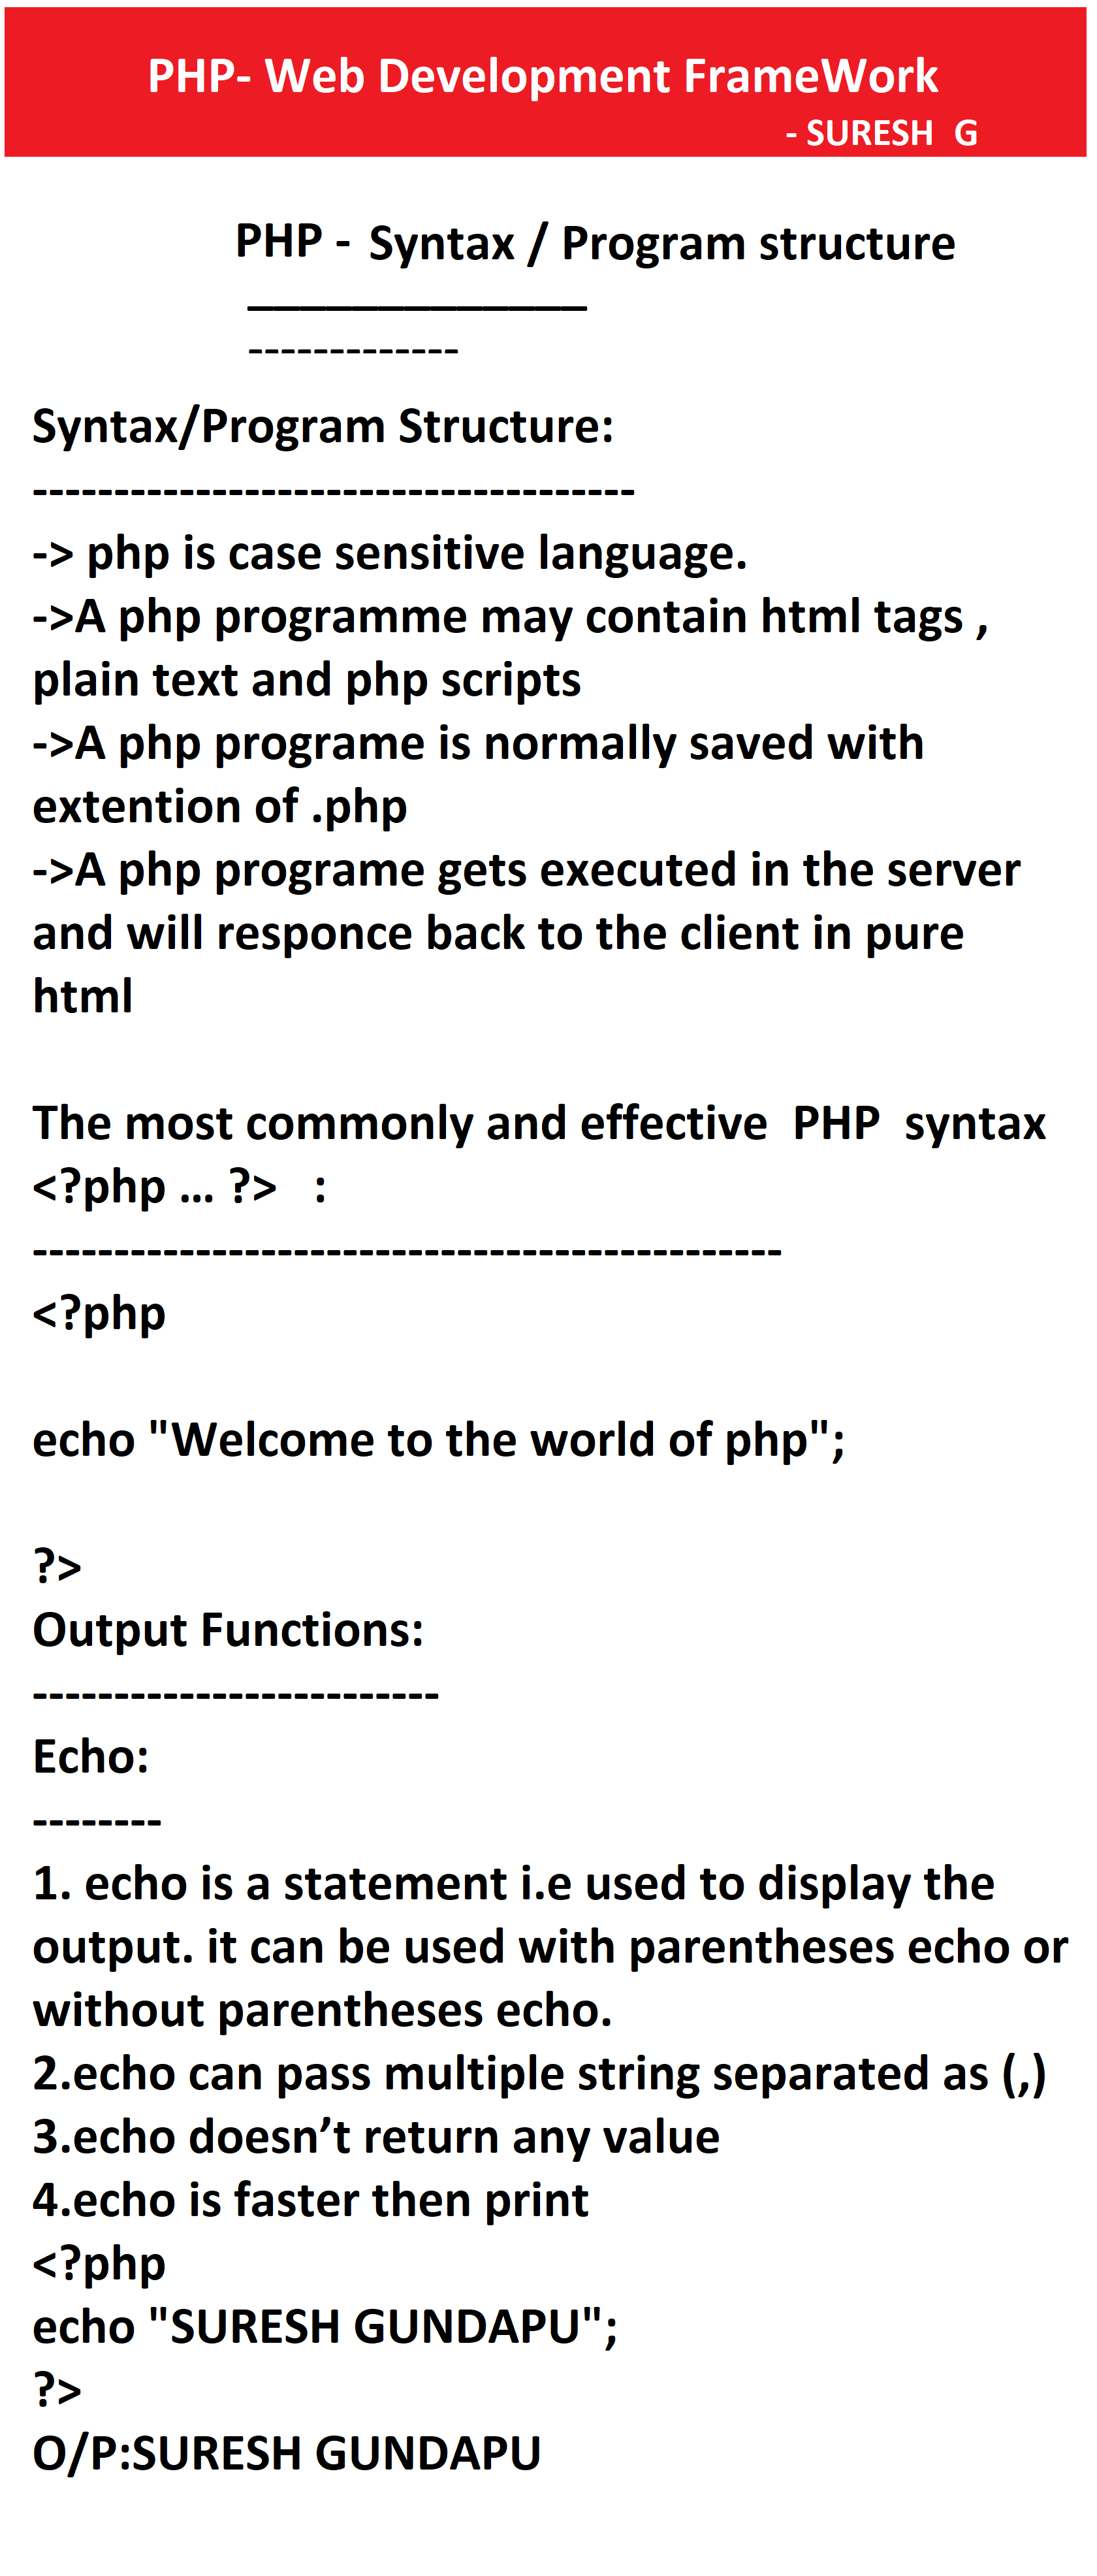 PHP- Web Development FrameWork
- SURESH  G
PHP - Syntax / Program structure
_____________
-------------
Syntax/Program Structure:
-------------------------------------
-> php is case sensitive language.
->A php programme may contain html tags ,
plain text and php scripts
->A php programe is normally saved with
extention of .php
->A php programe gets executed in the server
and will responce back to the client in pure
html
The most commonly and effective  PHP  syntax
<?php ... ?>   :
----------------------------------------------
<?php
echo "Welcome to the world of php";
?>
Output Functions:
-------------------------
Echo:
--------
1. echo is a statement i.e used to display the
output. it can be used with parentheses echo or
without parentheses echo.
2.echo can pass multiple string separated as (,)
3.echo doesn’t return any value
4.echo is faster then print
<?php
echo "SURESH GUNDAPU";
?>
O/P:SURESH GUNDAPU